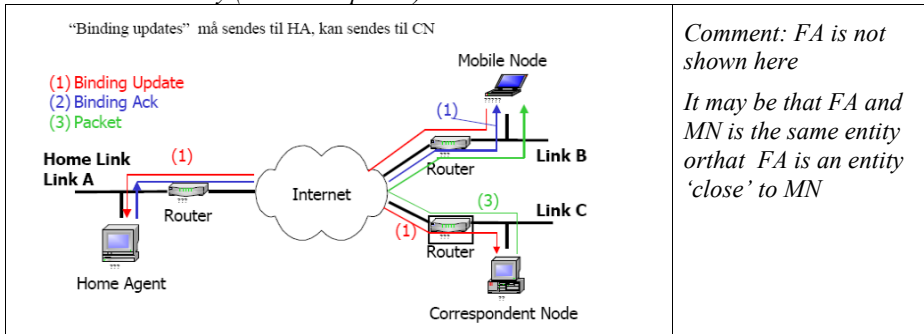 “Binding updates” må sendes til HA, kan sendes til CN
(1) Binding Update
(2) Binding Ack
(3) Packet
Mobile Node
?????
(1)
Link B
Router
???
Home Link
Link A
(1)
Router
???
Internet
Home Agent
???
(3)
Link C
(1)
Router
???
Correspondent Node
???
Comment: FA is not
shown here
It may be that FA and
MN is the same entity
orthat FA is an entity
‘close’ to MN